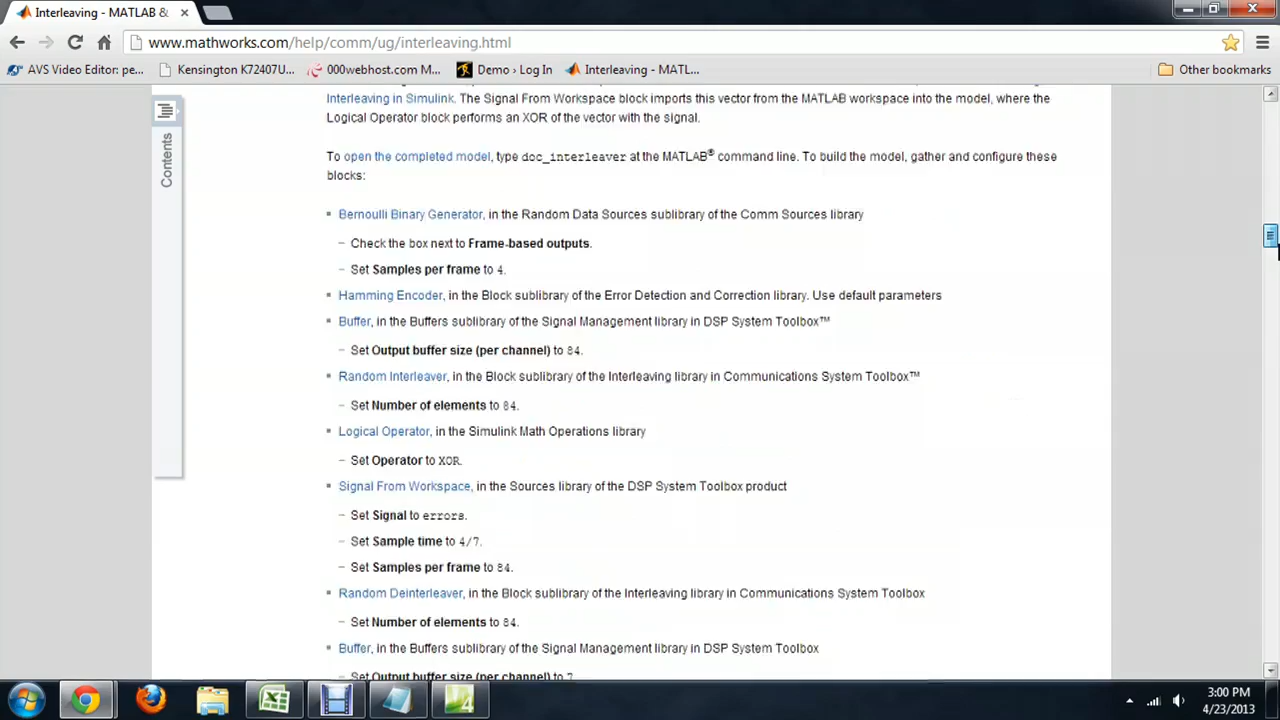 Interleaving - MATLAB &
www.mathworks.com/help/comm/ug/interleaving.html
AVS Video Editor: pe...
Kensington K72407U...
000webhost.com M...
Demo › Log In
Interleaving - MATL...
Other bookmarks
Contents
Interleaving in Simulink. The Signal From Workspace block imports this vector from the MATLAB workspace into the model, where the
Logical Operator block performs an XOR of the vector with the signal.
To open the completed model, type doc_interleaver at the MATLAB® command line. To build the model, gather and configure these
blocks:
Bernoulli Binary Generator, in the Random Data Sources sublibrary of the Comm Sources library
– Check the box next to Frame-based outputs.
– Set Samples per frame to 4.
Hamming Encoder, in the Block sublibrary of the Error Detection and Correction library. Use default parameters
Buffer, in the Buffers sublibrary of the Signal Management library in DSP System Toolbox™
– Set Output buffer size (per channel) to 84.
Random Interleaver, in the Block sublibrary of the Interleaving library in Communications System Toolbox™
– Set Number of elements to 84.
Logical Operator, in the Simulink Math Operations library
– Set Operator to XOR.
Signal From Workspace, in the Sources library of the DSP System Toolbox product
– Set Signal to errors.
– Set Sample time to 4/7.
– Set Samples per frame to 84.
Random Deinterleaver, in the Block sublibrary of the Interleaving library in Communications System Toolbox
– Set Number of elements to 84.
Buffer, in the Buffers sublibrary of the Signal Management library in DSP System Toolbox
– Set Output buffer size (per channel) to 7.
3:00 PM
4/23/2013